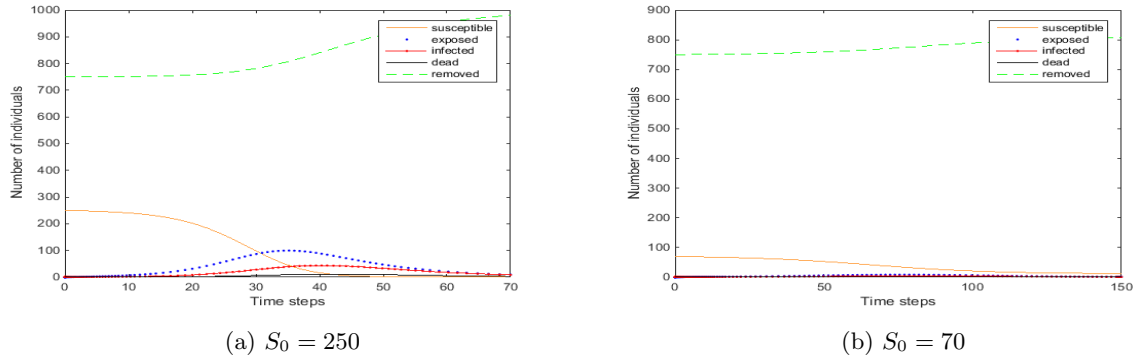 Number of individuals
1000
900
800
700
600
500
400
300
200
100
0
0 10 20 30 40 50 60 70
Time steps
susceptible
exposed
infected
dead
removed
(a) S₀ = 250
Number of individuals
900
800
700
600
500
400
300
200
100
0
0 50 100 150
Time steps
susceptible
exposed
infected
dead
removed
(b) S₀ = 70